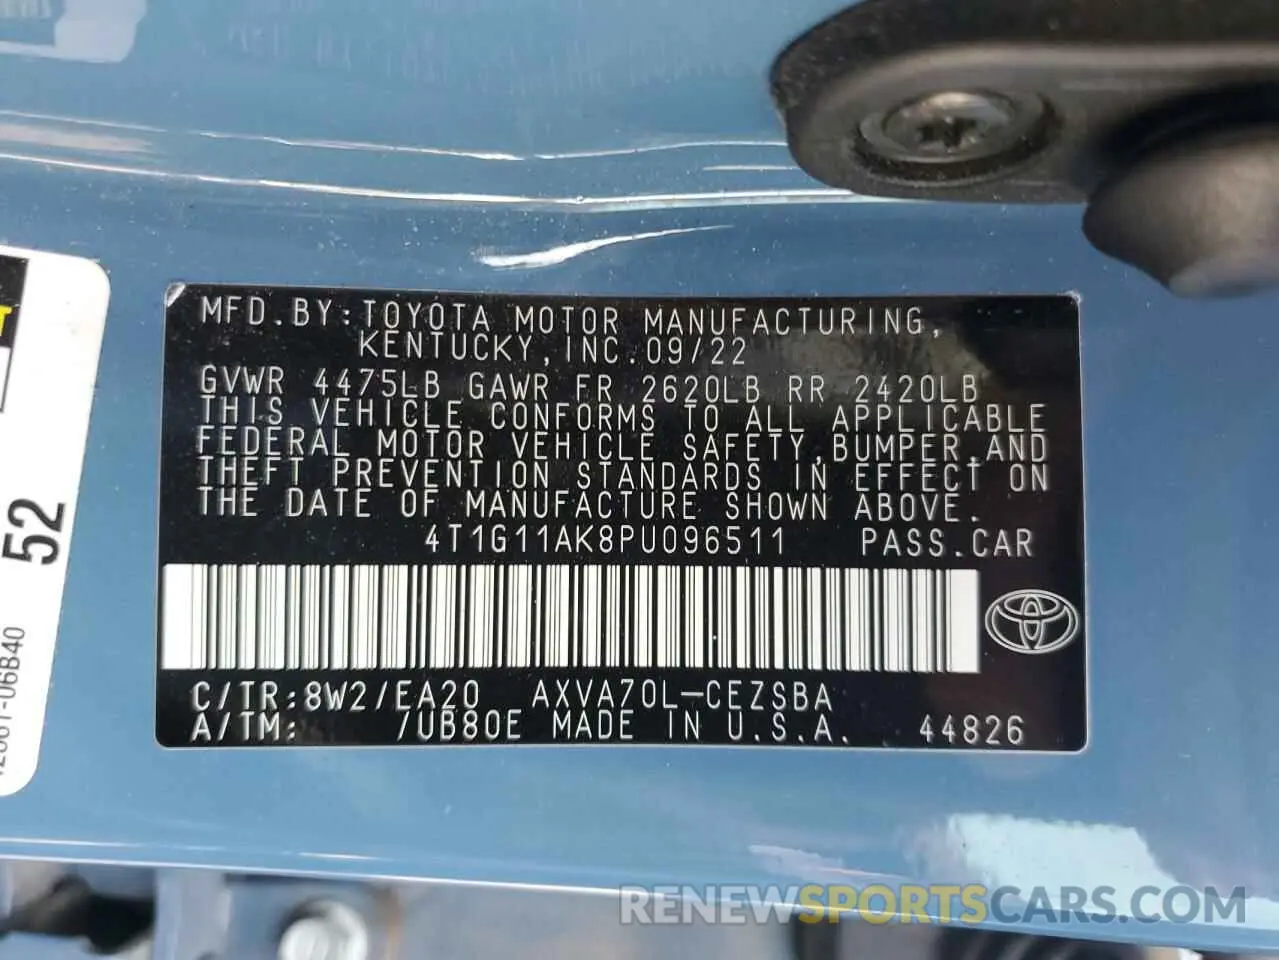 MFD.BY:TOYOTA MOTOR MANUFACTURING,
KENTUCKY,INC.09/22
GVWR 4475LB GAWR FR 2620LB RR 2420LB
THIS VEHICLE CONFORMS TO ALL APPLICABLE
FEDERAL MOTOR VEHICLE SAFETY,BUMPER,AND
THEFT PREVENTION STANDARDS IN EFFECT ON
THE DATE OF MANUFACTURE SHOWN ABOVE.
4T1G11AK8PU096511 PASS.CAR
C/TR:8W2/EA20 AXVA70L-CEZSBA
A/TM: /UB80E MADE IN U.S.A. 44826
52
RENEWSPORTSCARS.COM